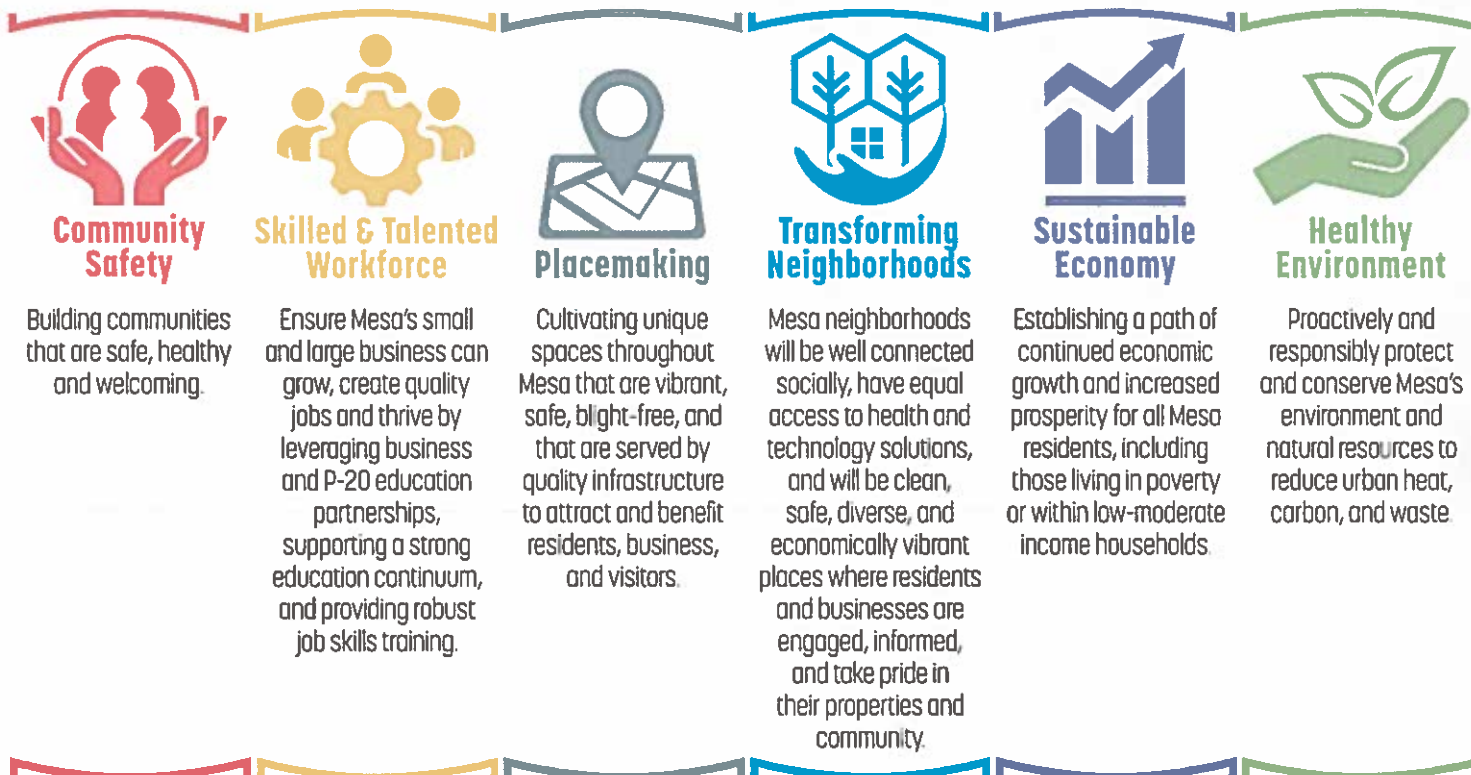 Community
Safety
Building communities
that are safe, healthy
and welcoming.
Skilled & Talented
Workforce
Ensure Mesa's small
and large business can
grow, create quality
jobs and thrive by
leveraging business
and P-20 education
partnerships,
supporting a strong
education continuum,
and providing robust
job skills training.
Placemaking
Cultivating unique
spaces throughout
Mesa that are vibrant,
safe, blight-free, and
that are served by
quality infrastructure
to attract and benefit
residents, business,
and visitors.
Transforming
Neighborhoods
Mesa neighborhoods
will be well connected
socially, have equal
access to health and
technology solutions,
and will be clean,
safe, diverse, and
economically vibrant
places where residents
and businesses are
engaged, informed,
and take pride in
their properties and
community.
Sustainable
Economy
Establishing a path of
continued economic
growth and increased
prosperity for all Mesa
residents, including
those living in poverty
or within low-moderate
income households.
Healthy
Environment
Proactively and
responsibly protect
and conserve Mesa's
environment and
natural resources to
reduce urban heat,
carbon, and waste.